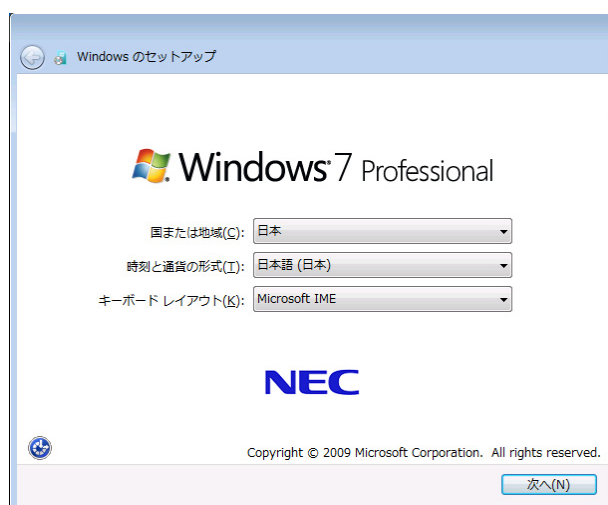 Windows のセットアップ
Windows 7 Professional
国または地域(C): 日本
時刻と通貨の形式(T): 日本語 (日本)
キーボード レイアウト(K): Microsoft IME
NEC
Copyright © 2009 Microsoft Corporation. All rights reserved.
次へ(N)